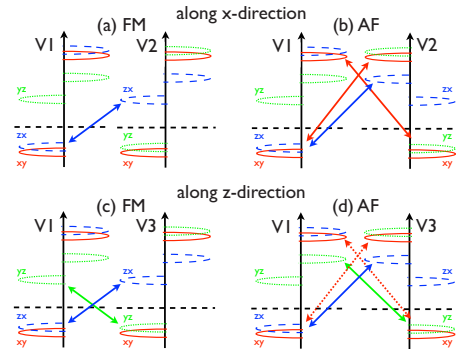 along x-direction
(a) FM
(b) AF
V1
V2
V1
V2
yz
zx
zx
xy
yz
xy
yz
zx
zx
xy
yz
xy
along z-direction
(c) FM
(d) AF
V1
V3
V1
V3
yz
zx
zx
xy
yz
xy
yz
zx
zx
xy
yz
xy